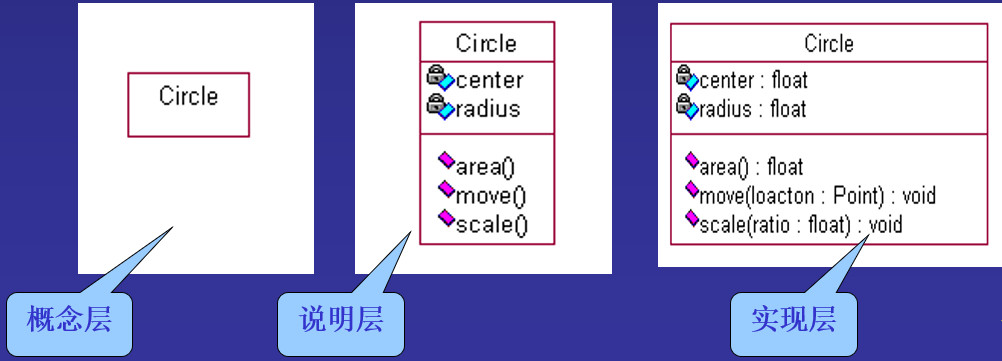 Circle
概念层
Circle
center
radius
area()
move()
scale()
说明层
Circle
center : float
radius : float
area() : float
move(loacton : Point) : void
scale(ratio : float) : void
实现层